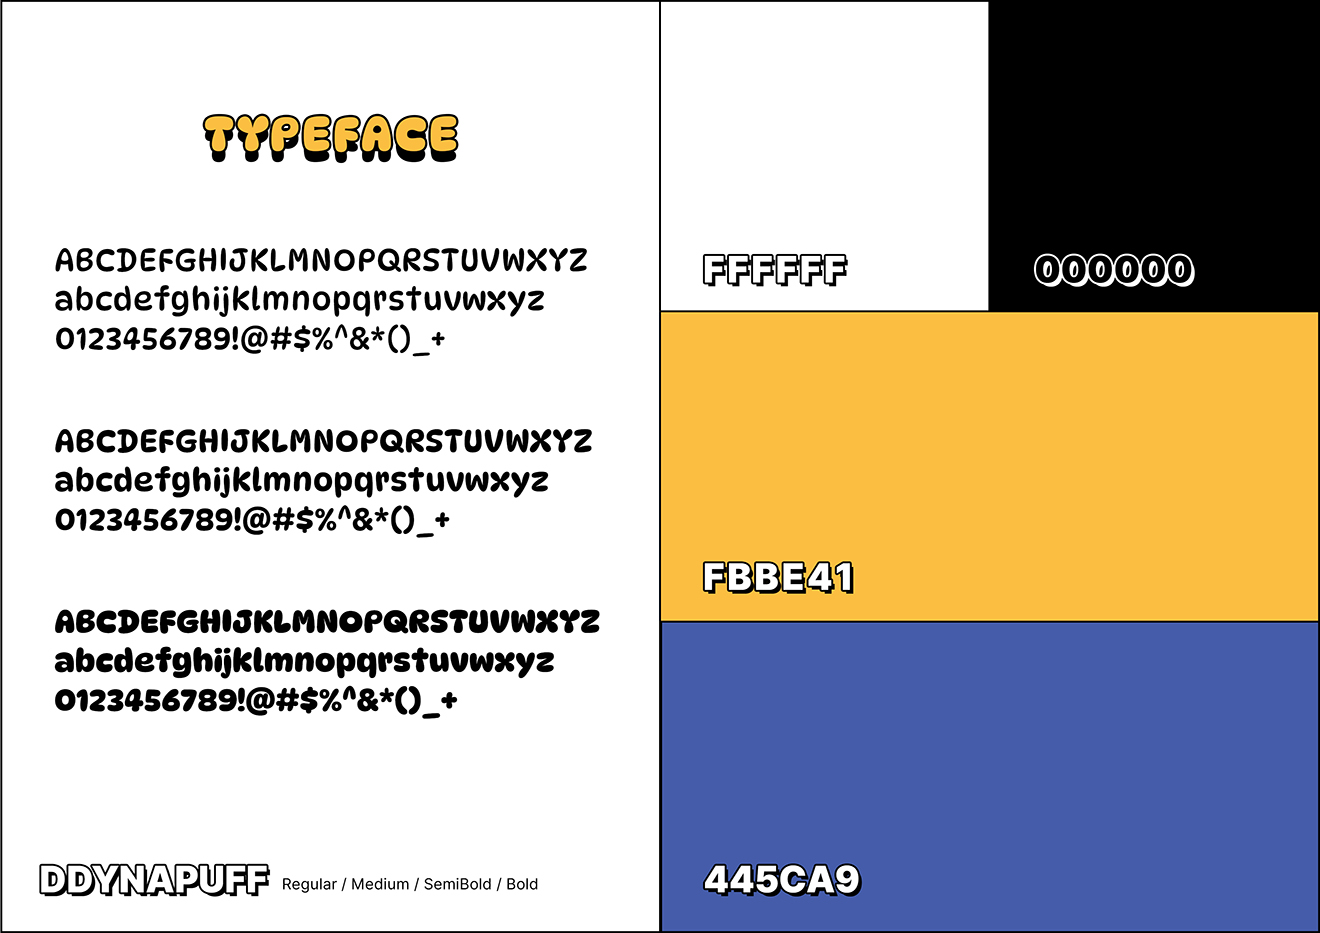 TYPEFACE
ABCDEFGHIJKLMNOPQRSTUVWXYZ
abcdefghijklmnopqrstuvwxyz
0123456789!@#$%^&*()_+
ABCDEFGHIJKLMNOPQRSTUVWXYZ
abcdefghijklmnopqrstuvwxyz
0123456789!@#$%^&*()_+
ABCDEFGHIJKLMNOPQRSTUVWXYZ
abcdefghijklmnopqrstuvwxyz
0123456789!@#$%^&*()_+
DDYNAPUFF Regular / Medium / SemiBold / Bold
FFFFFF
000000
FBBE41
445CA9